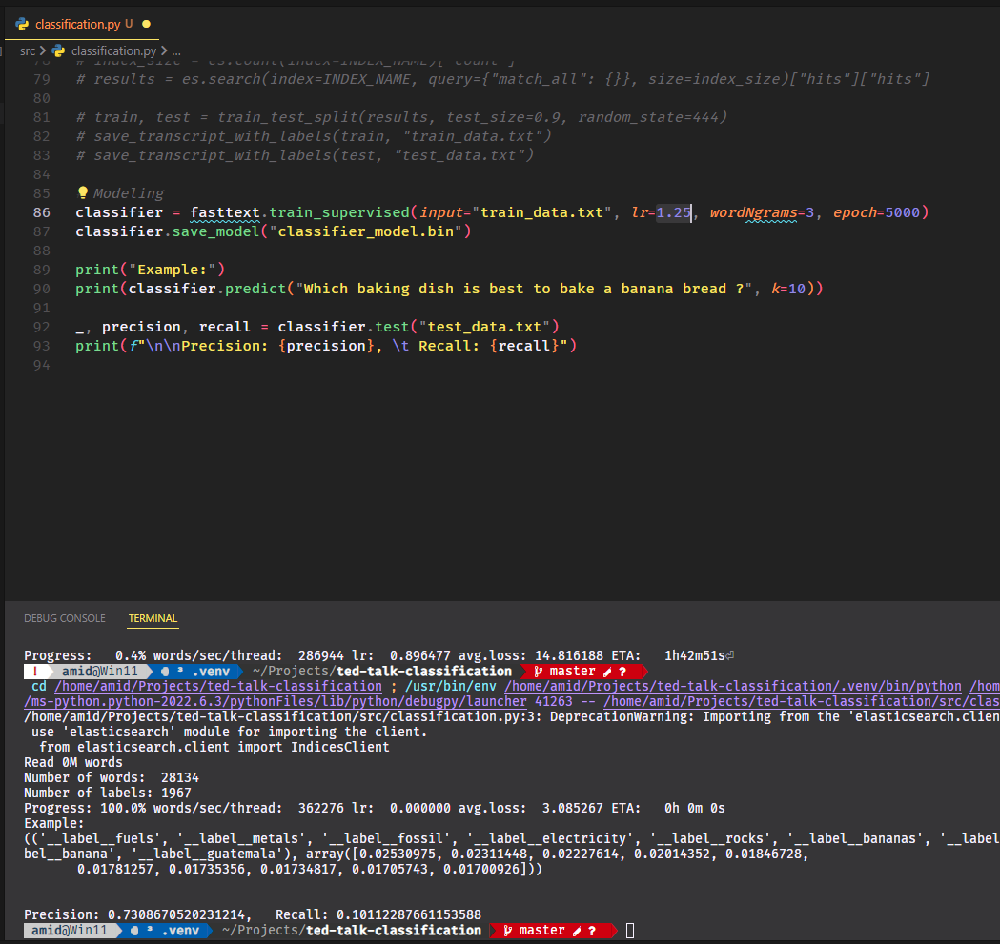 classification.py U
src > classification.py > ...
78 # index_size = es.count(index=INDEX_NAME)["count"]
79 # results = es.search(index=INDEX_NAME, query={"match_all": {}}, size=index_size)["hits"]["hits"]
80
81 # train, test = train_test_split(results, test_size=0.9, random_state=444)
82 # save_transcript_with_labels(train, "train_data.txt")
83 # save_transcript_with_labels(test, "test_data.txt")
84
85 Modeling
86 classifier = fasttext.train_supervised(input="train_data.txt", lr=1.25, wordNgrams=3, epoch=5000)
87 classifier.save_model("classifier_model.bin")
88
89 print("Example:")
90 print(classifier.predict("Which baking dish is best to bake a banana bread ?", k=10))
91
92 _, precision, recall = classifier.test("test_data.txt")
93 print(f"\n\nPrecision: {precision}, \t Recall: {recall}")
94
DEBUG CONSOLE TERMINAL
Progress: 0.4% words/sec/thread: 286944 lr: 0.896477 avg.loss: 14.816188 ETA: 1h42m51s⏎
! amid@Win11 .venv ~/Projects/ted-talk-classification master ?
cd /home/amid/Projects/ted-talk-classification ; /usr/bin/env /home/amid/Projects/ted-talk-classification/.venv/bin/python /hom
/ms-python.python-2022.6.3/pythonFiles/lib/python/debugpy/launcher 41263 -- /home/amid/Projects/ted-talk-classification/src/clas
/home/amid/Projects/ted-talk-classification/src/classification.py:3: DeprecationWarning: Importing from the 'elasticsearch.clien
use 'elasticsearch' module for importing the client.
from elasticsearch.client import IndicesClient
Read 0M words
Number of words: 28134
Number of labels: 1967
Progress: 100.0% words/sec/thread: 362276 lr: 0.000000 avg.loss: 3.085267 ETA: 0h 0m 0s
Example:
(('__label__fuels', '__label__metals', '__label__fossil', '__label__electricity', '__label__rocks', '__label__bananas', '__label
bel__banana', '__label__guatemala'), array([0.02530975, 0.02311448, 0.02227614, 0.02014352, 0.01846728,
0.01781257, 0.01735356, 0.01734817, 0.01705743, 0.01700926]))
Precision: 0.7308670520231214, Recall: 0.10112287661153588
amid@Win11 .venv ~/Projects/ted-talk-classification master ?